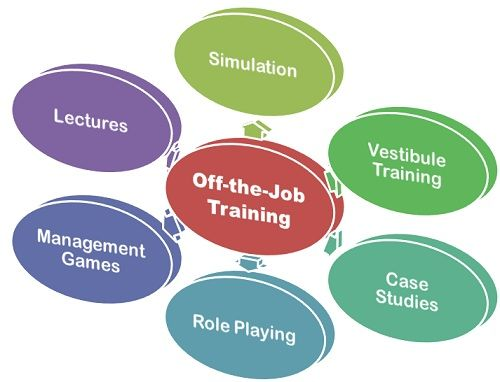 Simulation
Lectures
Vestibule
Training
Off-the-Job
Training
Management
Games
Case
Studies
Role Playing